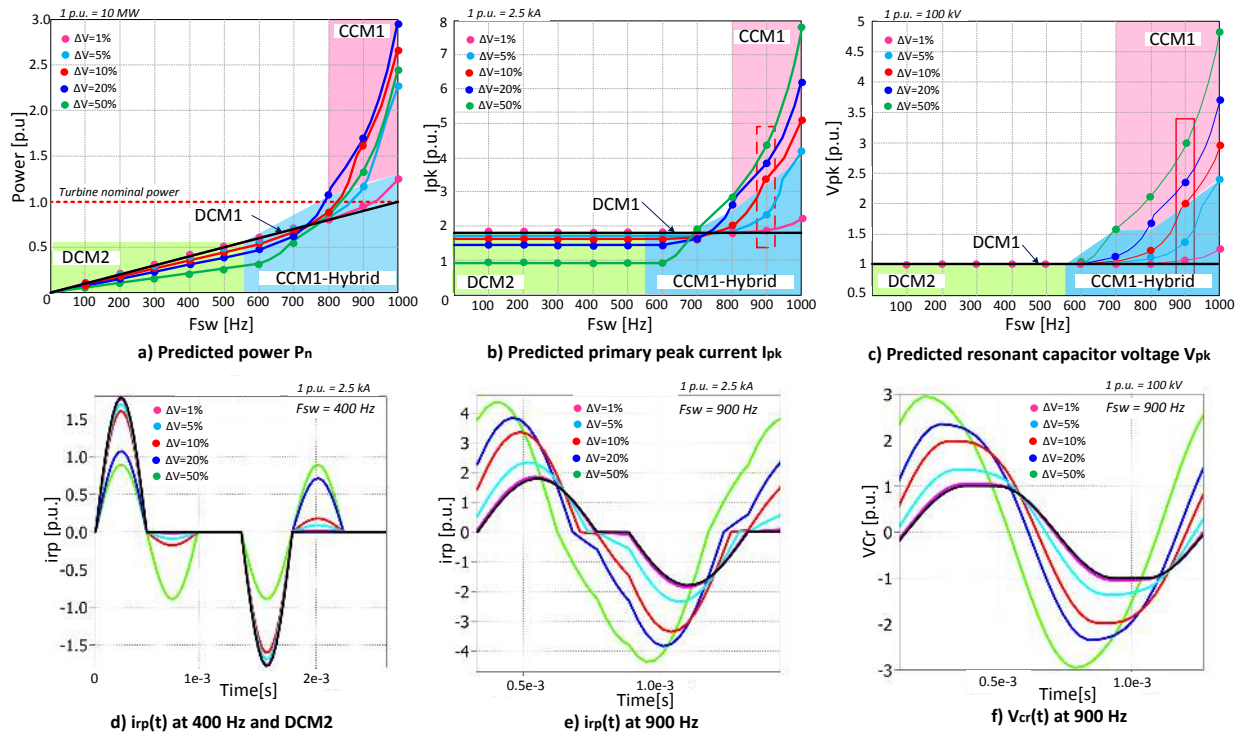 1 p.u. = 10 MW
CCM1
ΔV=1%
ΔV=5%
ΔV=10%
ΔV=20%
ΔV=50%
Turbine nominal power
DCM1
DCM2
CCM1-Hybrid
Power [p.u]
3.0
2.5
2.0
1.5
1.0
0.5
0
100 200 300 400 500 600 700 800 900 1000
Fsw [Hz]
a) Predicted power Pn
1 p.u. = 2.5 kA
CCM1
ΔV=1%
ΔV=5%
ΔV=10%
ΔV=20%
ΔV=50%
DCM1
DCM2
CCM1-Hybrid
Ipk [p.u.]
8
7
6
5
4
3
2
1
0
100 200 300 400 500 600 700 800 900 1000
Fsw [Hz]
b) Predicted primary peak current Ipk
1 p.u. = 100 kV
CCM1
ΔV=1%
ΔV=5%
ΔV=10%
ΔV=20%
ΔV=50%
DCM1
DCM2
CCM1-Hybrid
Vpk [p.u.]
5
4.5
4
3.5
3
2.5
2
1.5
1
0.5
100 200 300 400 500 600 700 800 900 1000
Fsw [Hz]
c) Predicted resonant capacitor voltage Vpk
1 p.u. = 2.5 kA
Fsw = 400 Hz
ΔV=1%
ΔV=5%
ΔV=10%
ΔV=20%
ΔV=50%
irp [p.u.]
1.5
1.0
0.5
0
-0.5
-1.0
-1.5
0 1e-3 2e-3
Time[s]
d) irp(t) at 400 Hz and DCM2
1 p.u. = 2.5 kA
Fsw = 900 Hz
ΔV=1%
ΔV=5%
ΔV=10%
ΔV=20%
ΔV=50%
irp [p.u.]
4
3
2
1
0
-1
-2
-3
-4
0.5e-3 1.0e-3
Time[s]
e) irp(t) at 900 Hz
1 p.u. = 100 kV
Fsw = 900 Hz
ΔV=1%
ΔV=5%
ΔV=10%
ΔV=20%
ΔV=50%
VCr [p.u.]
3
2
1
0
-1
-2
-3
0.5e-3 1.0e-3
Time[s]
f) Vcr(t) at 900 Hz